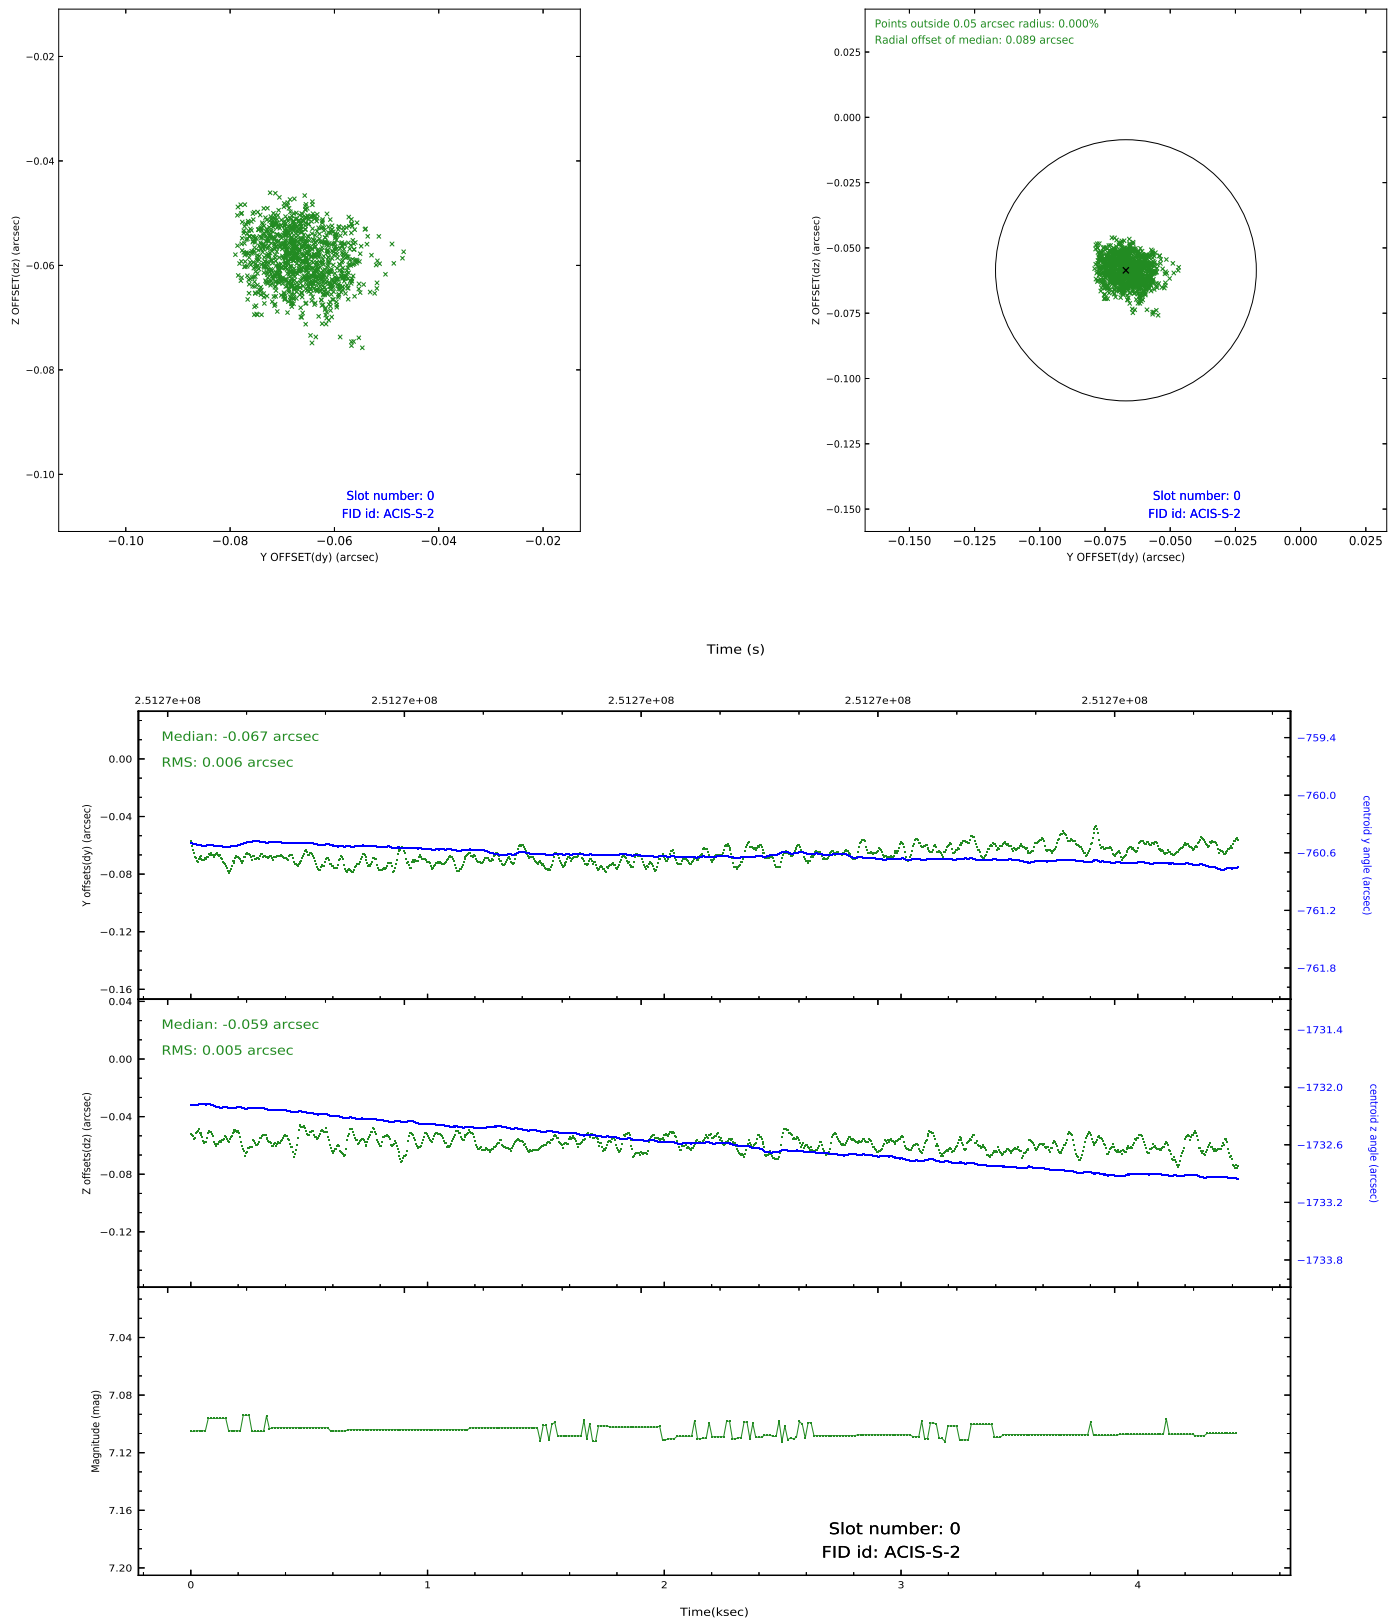 −0.02
−0.04
−0.06
−0.08
−0.10
Z OFFSET(dz) (arcsec)
Slot number: 0
FID id: ACIS-S-2
−0.10 −0.08 −0.06 −0.04 −0.02
Y OFFSET(dy) (arcsec)
Points outside 0.05 arcsec radius: 0.000%
Radial offset of median: 0.089 arcsec
0.025
0.000
−0.025
−0.050
−0.075
−0.100
−0.125
−0.150
Z OFFSET(dz) (arcsec)
Slot number: 0
FID id: ACIS-S-2
−0.150 −0.125 −0.100 −0.075 −0.050 −0.025 0.000 0.025
Y OFFSET(dy) (arcsec)
Time (s)
2.5127e+08 2.5127e+08 2.5127e+08 2.5127e+08 2.5127e+08
Median: -0.067 arcsec
RMS: 0.006 arcsec
0.00
−0.04
−0.08
−0.12
−0.16
Y offsets(dy) (arcsec)
−759.4
−760.0
−760.6
−761.2
−761.8
centroid y angle (arcsec)
Median: -0.059 arcsec
RMS: 0.005 arcsec
0.04
0.00
−0.04
−0.08
−0.12
Z offsets(dz) (arcsec)
−1731.4
−1732.0
−1732.6
−1733.2
−1733.8
centroid z angle (arcsec)
7.04
7.08
7.12
7.16
7.20
Magnitude (mag)
Slot number: 0
FID id: ACIS-S-2
0 1 2 3 4
Time(ksec)